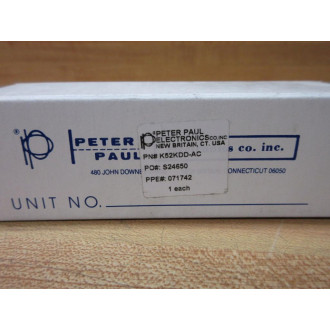 PETER PAUL
ELECTRONICS CO, INC
NEW BRITAIN, CT. USA
PN# K52KDD-AC
PO#: S24650
PPE#: 071742
1 each
®
PETER
PAUL
s co. inc.
480 JOHN DOWNE
CONNECTICUT 06050
UNIT NO.